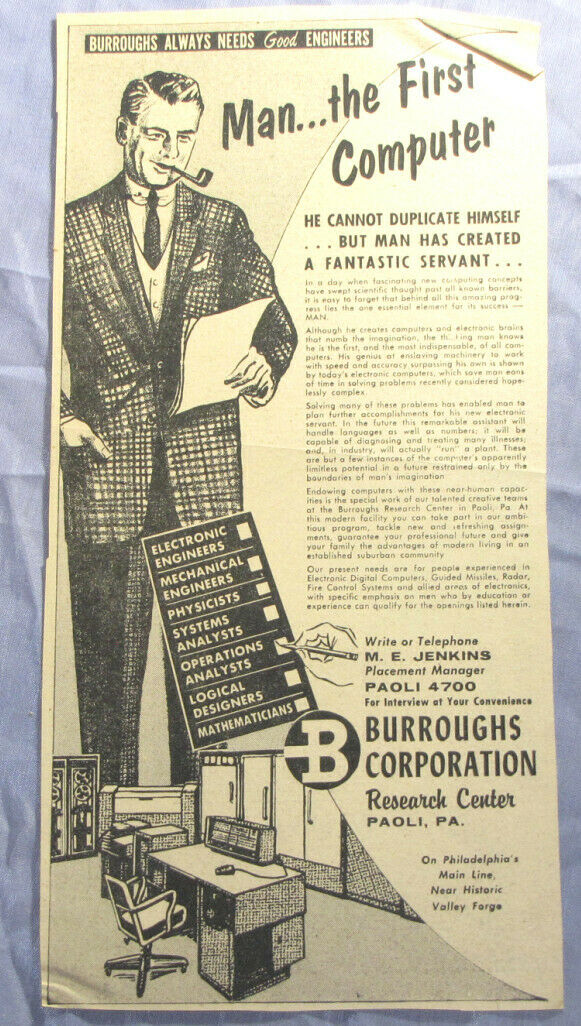 BURROUGHS ALWAYS NEEDS Good ENGINEERS
Man...the First
Computer
HE CANNOT DUPLICATE HIMSELF
... BUT MAN HAS CREATED
A FANTASTIC SERVANT...
In a day when fascinating new computing concepts
have swept scientific thought past all known barriers,
it is easy to forget that behind all this amazing prog-
ress lies the one essential element for its success —
MAN.
Although he creates computers and electronic brains
that numb the imagination, the thinking man knows
he is the first, and the most indispensable, of all com-
puters. His genius at enslaving machinery to work
with speed and accuracy surpassing his own is shown
by today's electronic computers, which save man eons
of time in solving problems recently considered hope-
lessly complex.
Solving many of these problems has enabled man to
plan further accomplishments for his new electronic
servant. In the future this remarkable assistant will
handle languages as well as numbers; it will be
capable of diagnosing and treating many illnesses;
and, in industry, will actually "run" a plant. These
are but a few instances of the computer's apparently
limitless potential in a future restrained only by the
boundaries of man's imagination
Endowing computers with these near-human capac-
ities is the special work of our talented creative teams
at the Burroughs Research Center in Paoli, Pa. At
this modern facility you can take part in our ambi-
tious program, tackle new and refreshing assign-
ments, guarantee your professional future and give
your family the advantages of modern living in an
established suburban community
Our present needs are for people experienced in
Electronic Digital Computers, Guided Missiles, Radar,
Fire Control Systems and allied areas of electronics,
with specific emphasis on men who by education or
experience can qualify for the openings listed herein.
ELECTRONIC
ENGINEERS
MECHANICAL
ENGINEERS
PHYSICISTS
SYSTEMS
ANALYSTS
OPERATIONS
ANALYSTS
LOGICAL
DESIGNERS
MATHEMATICIANS
Write or Telephone
M. E. JENKINS
Placement Manager
PAOLI 4700
For Interview at Your Convenience
B
BURROUGHS
CORPORATION
Research Center
PAOLI, PA.
On Philadelphia's
Main Line,
Near Historic
Valley Forge